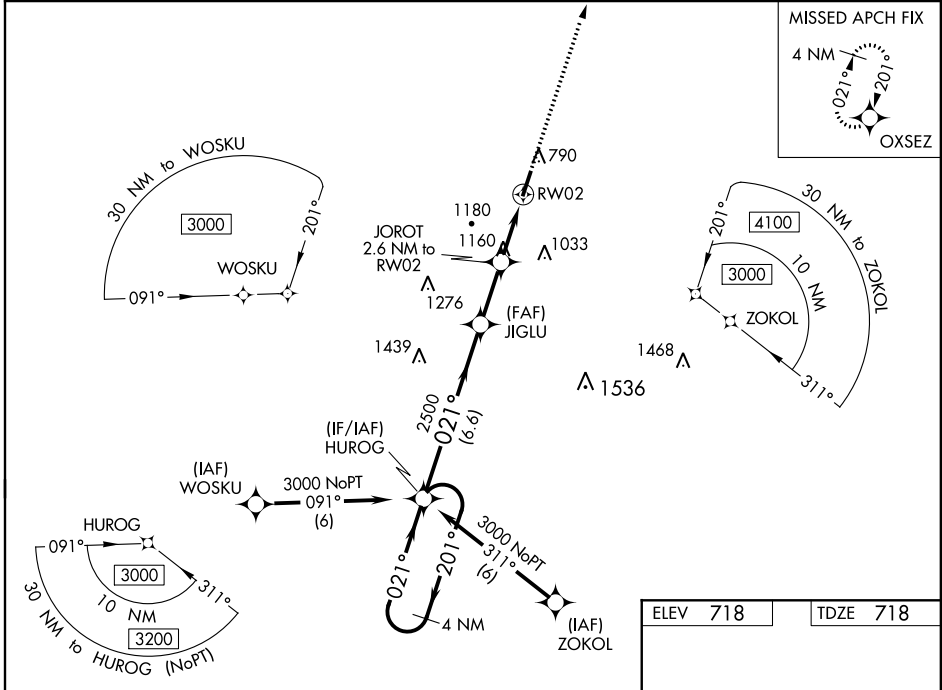 MISSED APCH FIX
4 NM
021°
201°
OXSEZ
790
RW02
30 NM to WOSKU
3000
201°
WOSKU
091°
1180
JOROT
2.6 NM to
RW02
1160
1033
1276
(FAF)
JIGLU
1439
30 NM to ZOKOL
4100
201°
3000
10 NM
ZOKOL
311°
1468
1536
2500
021°
(6.6)
(IF/IAF)
HUROG
(IAF)
WOSKU
3000 NoPT
091°
(6)
3000 NoPT
311°
(6)
021°
201°
4 NM
(IAF)
ZOKOL
HUROG
091°
3000
311°
10 NM
3200
30 NM to HUROG (NoPT)
ELEV 718
TDZE 718